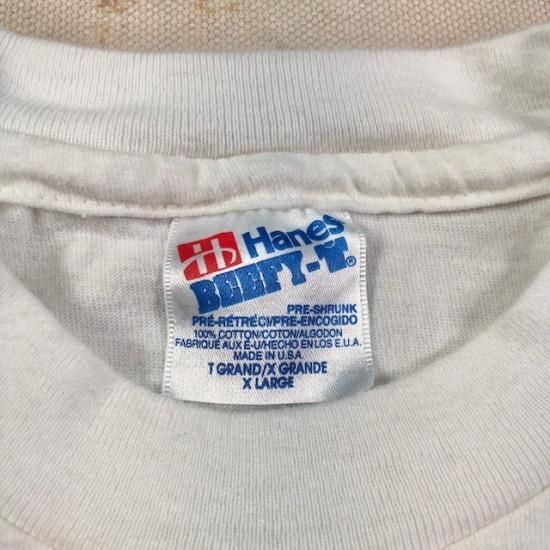 H Hanes
BEEFY-T®
PRE-SHRUNK
PRÉ-RÉTRÉCI/PRE-ENCOGIDO
100% COTTON/COTON/ALGODON
FABRIQUÉ AUX É-U/HECHO EN LOS E.U.A.
MADE IN U.S.A.
T GRAND/X GRANDE
X LARGE